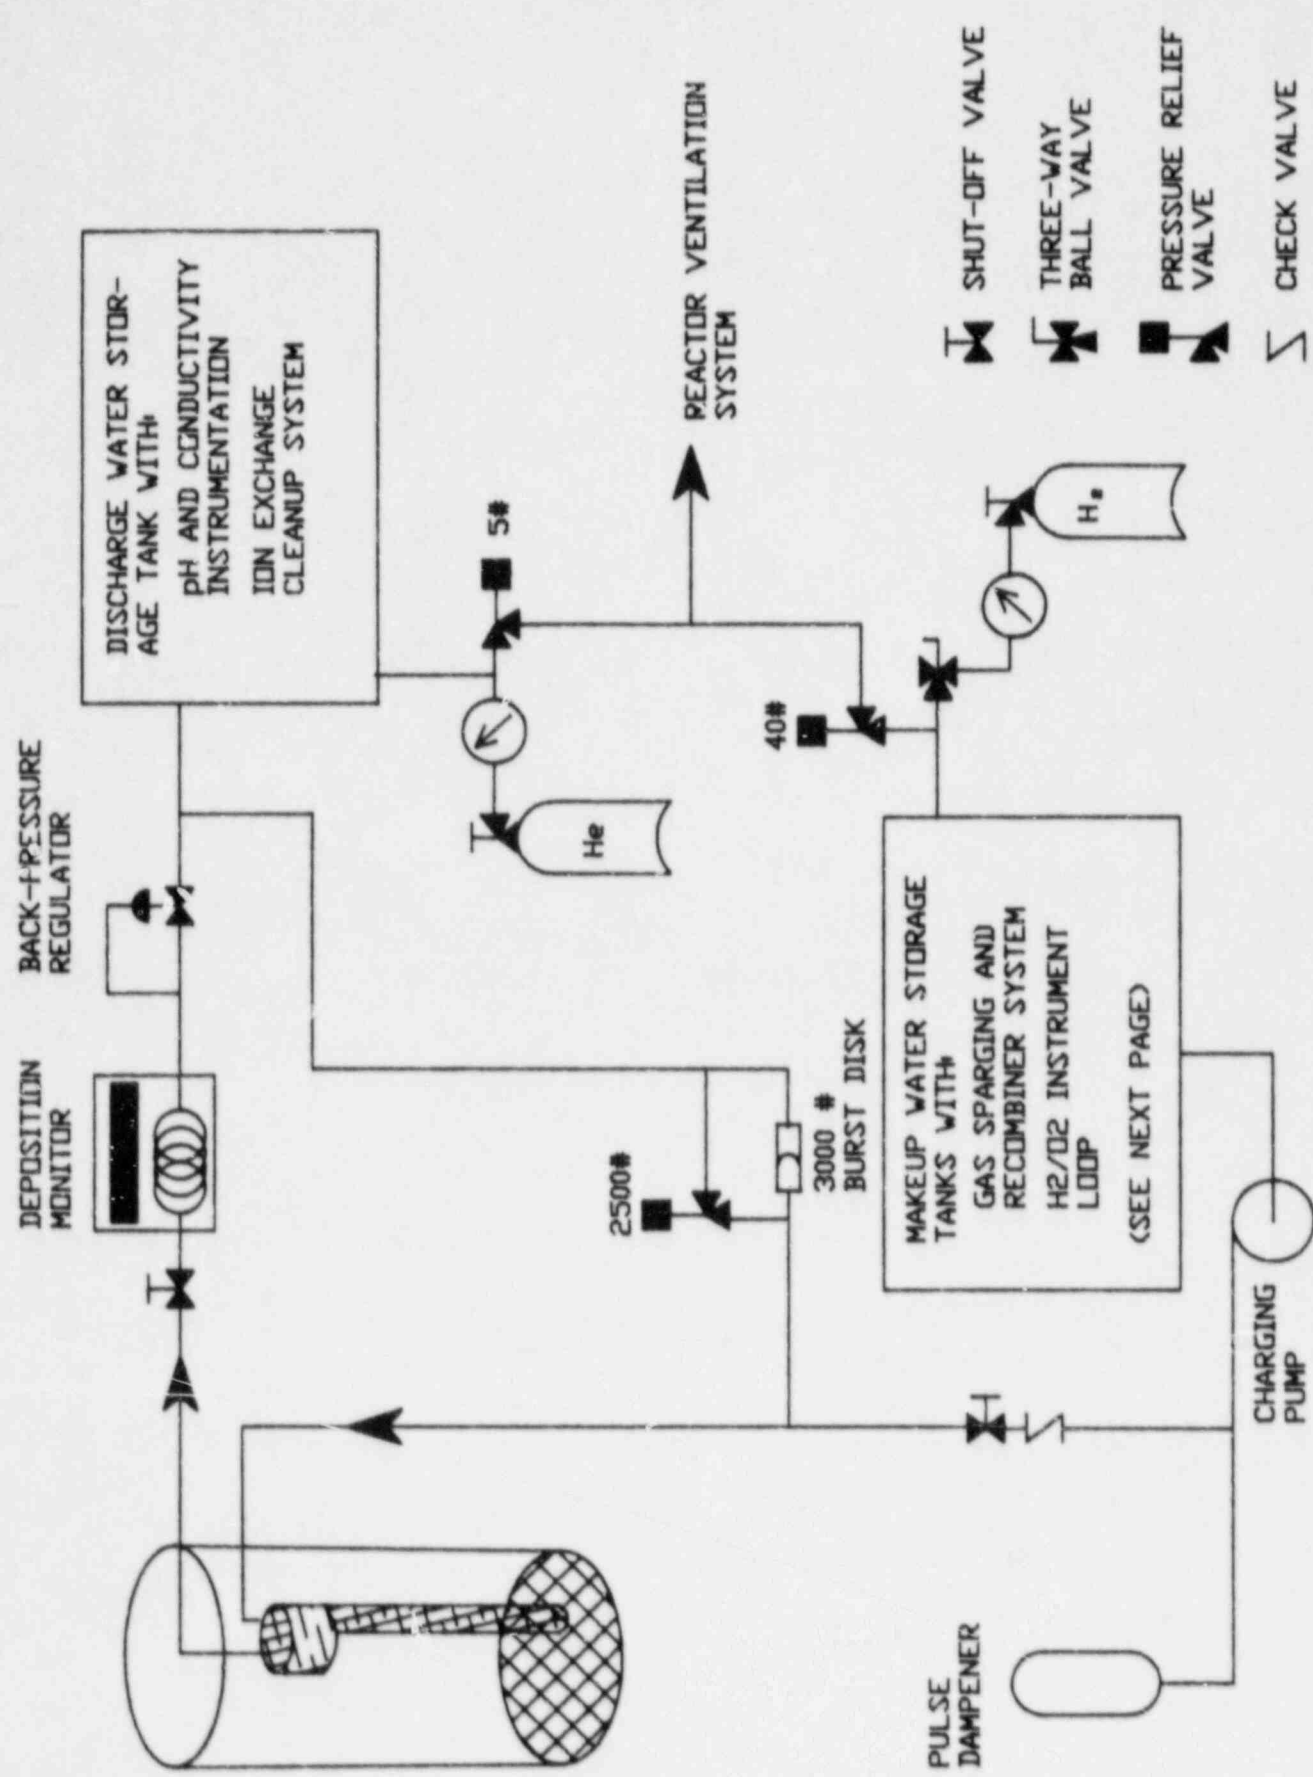 DEPOSITION
MONITOR
BACK-PRESSURE
REGULATOR
DISCHARGE WATER STOR-
AGE TANK WITH:
pH AND CONDUCTIVITY
INSTRUMENTATION
ION EXCHANGE
CLEANUP SYSTEM
5#
He
REACTOR VENTILATION
SYSTEM
2500#
3000 #
BURST DISK
40#
H₂
MAKEUP WATER STORAGE
TANKS WITH:
GAS SPARGING AND
RECOMBINER SYSTEM
H2/O2 INSTRUMENT
LOOP
(SEE NEXT PAGE)
PULSE
DAMPENER
CHARGING
PUMP
SHUT-OFF VALVE
THREE-WAY
BALL VALVE
PRESSURE RELIEF
VALVE
CHECK VALVE